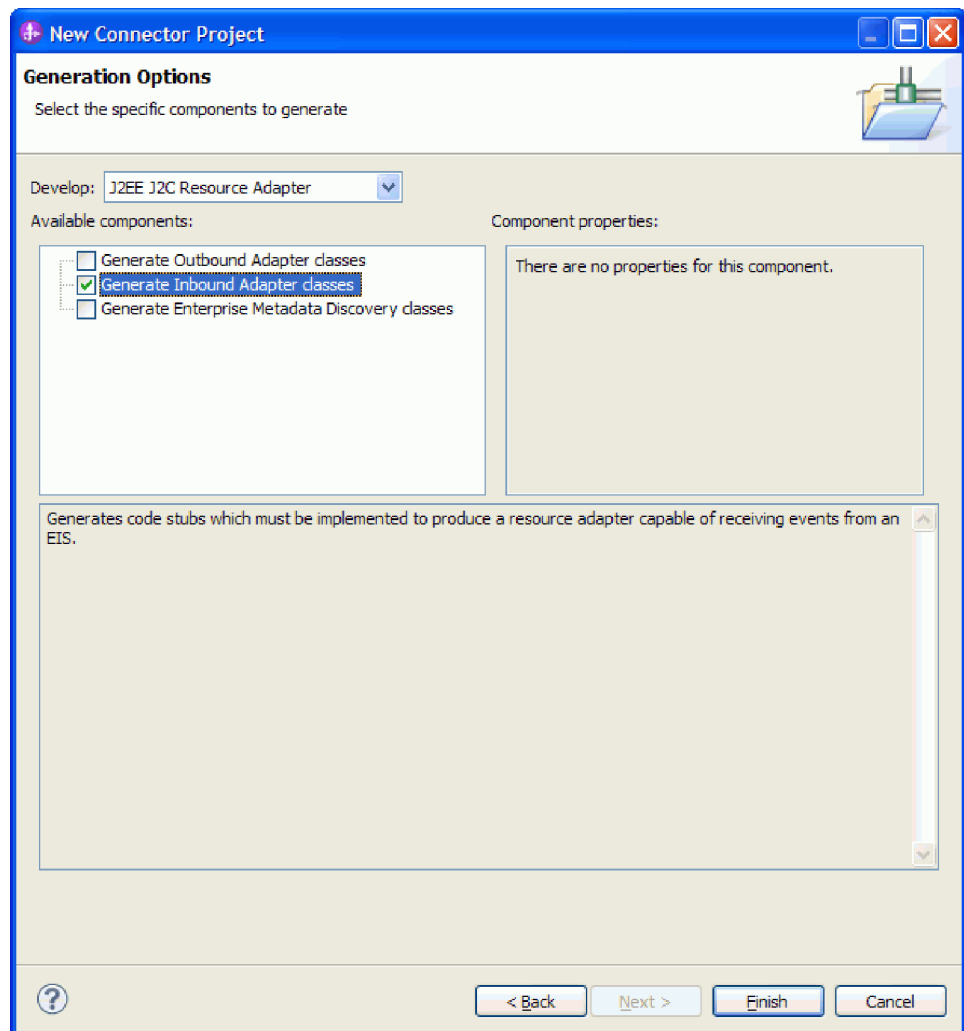 New Connector Project
Generation Options
Select the specific components to generate
Develop: J2EE J2C Resource Adapter
Available components:
Component properties:
Generate Outbound Adapter classes
Generate Inbound Adapter classes
Generate Enterprise Metadata Discovery classes
There are no properties for this component.
Generates code stubs which must be implemented to produce a resource adapter capable of receiving events from an
EIS.
?
< Back
Next >
Finish
Cancel